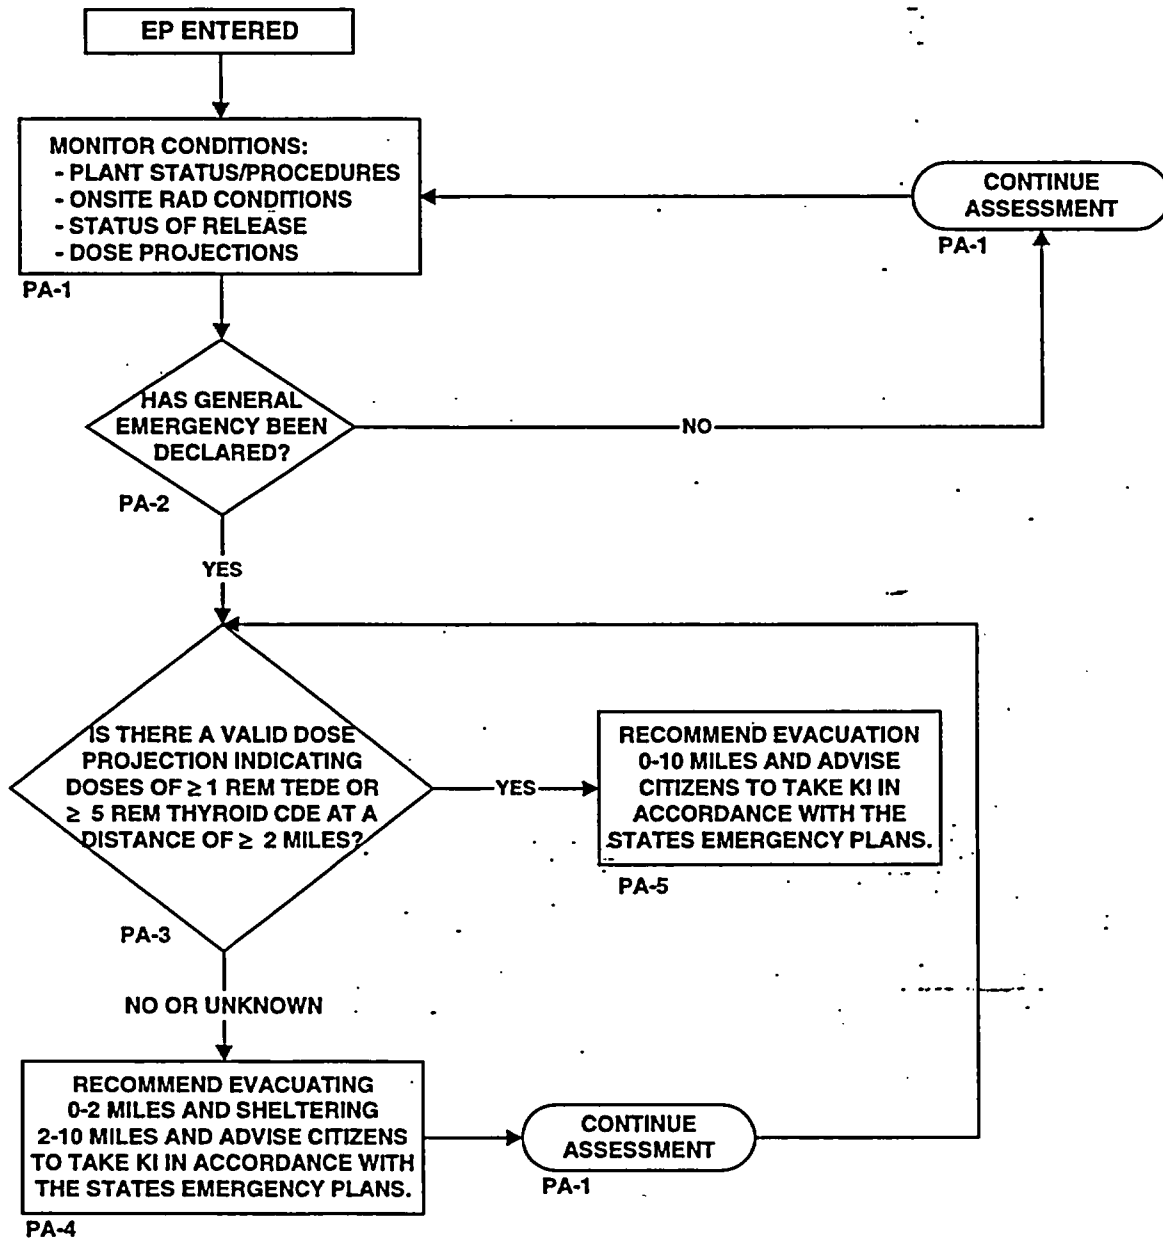 EP ENTERED
MONITOR CONDITIONS:
- PLANT STATUS/PROCEDURES
- ONSITE RAD CONDITIONS
- STATUS OF RELEASE
- DOSE PROJECTIONS
PA-1
CONTINUE
ASSESSMENT
PA-1
HAS GENERAL
EMERGENCY BEEN
DECLARED?
PA-2
NO
YES
IS THERE A VALID DOSE
PROJECTION INDICATING
DOSES OF ≥ 1 REM TEDE OR
≥ 5 REM THYROID CDE AT A
DISTANCE OF ≥ 2 MILES?
PA-3
YES
RECOMMEND EVACUATION
0-10 MILES AND ADVISE
CITIZENS TO TAKE KI IN
ACCORDANCE WITH THE
STATES EMERGENCY PLANS.
PA-5
NO OR UNKNOWN
RECOMMEND EVACUATING
0-2 MILES AND SHELTERING
2-10 MILES AND ADVISE CITIZENS
TO TAKE KI IN ACCORDANCE WITH
THE STATES EMERGENCY PLANS.
PA-4
CONTINUE
ASSESSMENT
PA-1